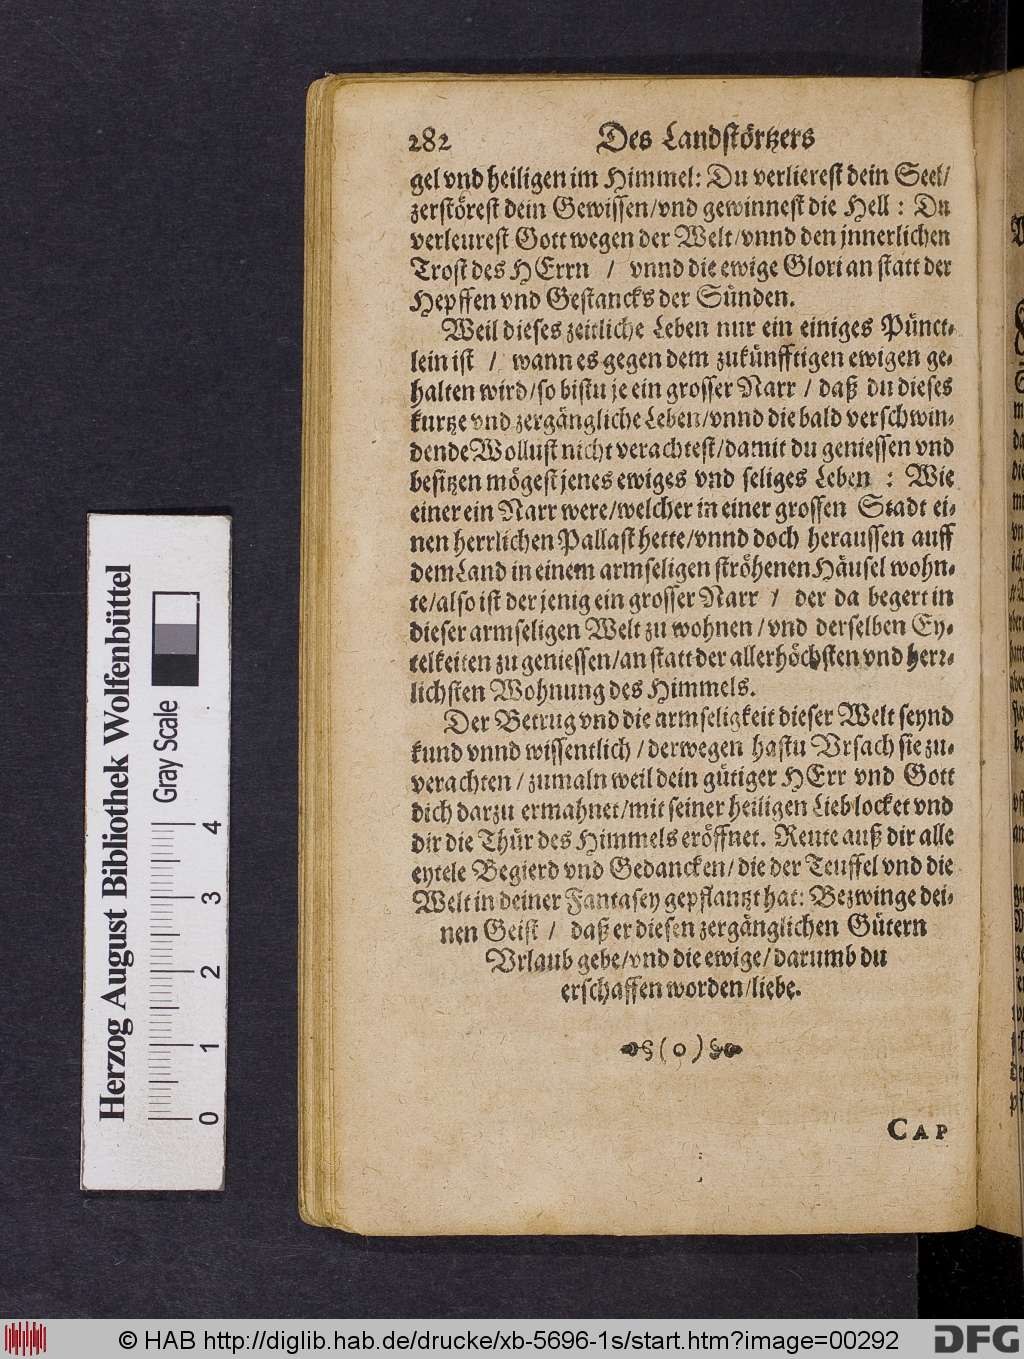 282 Des Landstörtzers
gel vnd heiligen im Himmel: Du verlierest dein Seel/
zerstörest dein Gewissen/vnd gewinnest die Hell : Du
verleurest Gott wegen der Welt/vnnd den jnnerlichen
Trost des HErrn / vnnd die ewige Glori an statt der
Hepffen vnd Gestancks der Sünden.
Weil dieses zeitliche Leben nur ein einiges Pünct-
lein ist / wann es gegen dem zukünfftigen ewigen ge-
halten wird/so bistu je ein grosser Narr / daß du dieses
kurtze vnd zergängliche Leben/vnnd die bald verschwin-
dende Wollust nicht verachtest/damit du geniessen vnd
besitzen mögest jenes ewiges vnd seliges Leben : Wie
einer ein Narr were/welcher in einer grossen Stadt ei-
nen herrlichen Pallast hette/vnnd doch heraussen auff
dem Land in einem armseligen ströhenen Häusel wohn-
te/also ist derjenig ein grosser Narr / der da begert in
dieser armseligen Welt zu wohnen/vnd derselben Ey-
telkeiten zu geniessen/an statt der allerhöchsten vnd herr-
lichsten Wohnung des Himmels.
Der Betrug vnd die armseligkeit dieser Welt seynd
kund vnnd wissentlich / derwegen hastu Vrsach sie zu-
verachten / zumaln weil dein gütiger HErr vnd Gott
dich darzu ermahnet/mit seiner heiligen Lieb locket vnd
dir die Thür des Himmels eröffnet. Reute auß dir alle
eytele Begierd vnd Gedancken/die der Teuffel vnd die
Welt in deiner Fantasey gepflantzt hat: Bezwinge dei-
nen Geist / daß er diesen zergänglichen Gütern
Vrlaub gebe/vnd die ewige/darumb du
erschaffen worden/liebe.
(o)
CAP
Herzog August Bibliothek Wolfenbüttel
Gray Scale
0 1 2 3 4
© HAB http://diglib.hab.de/drucke/xb-5696-1s/start.htm?image=00292
DFG